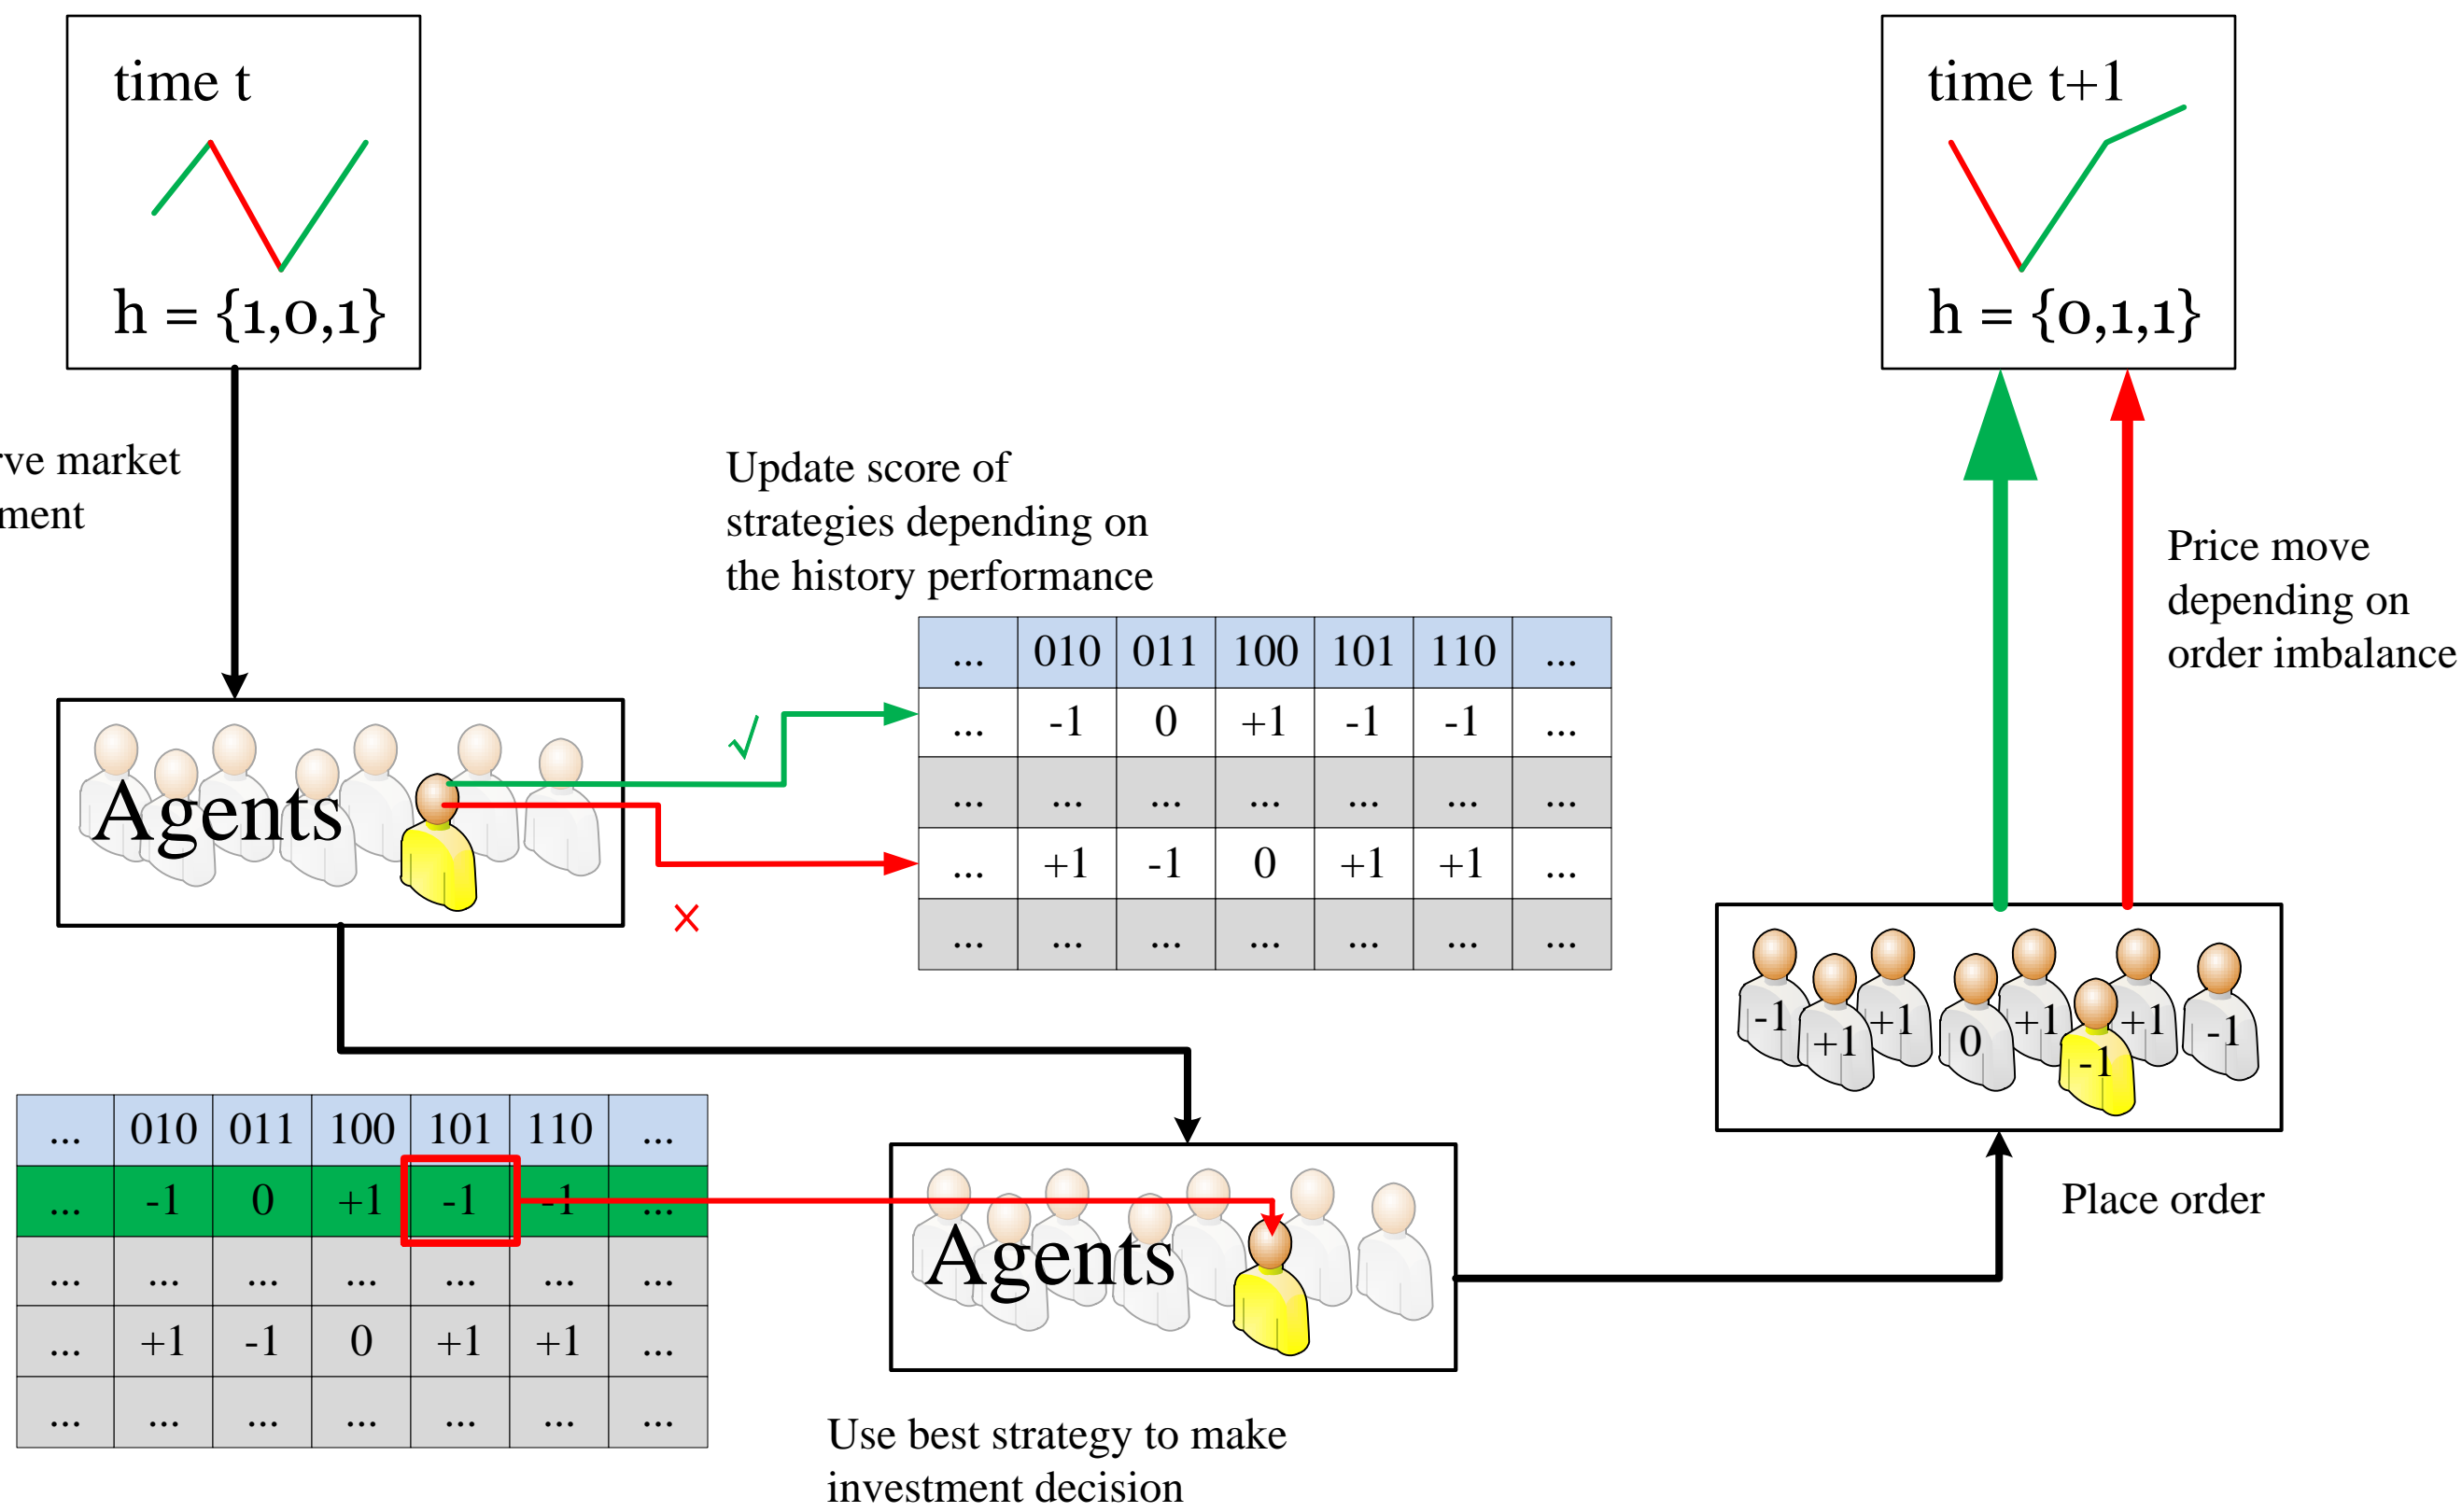 time t
h = {1,0,1}
time t+1
h = {0,1,1}
market
Update score of
strategies depending on
the history performance
Price move
depending on
order imbalance
... 010 011 100 101 110 ...
... -1 0 +1 -1 -1 ...
... ... ... ... ... ... ...
... +1 -1 0 +1 +1 ...
... ... ... ... ... ... ...
Agents
-1 +1 +1 0 +1 -1 +1 -1
... 010 011 100 101 110 ...
... -1 0 +1 -1 -1 ...
... ... ... ... ... ... ...
... +1 -1 0 +1 +1 ...
... ... ... ... ... ... ...
Agents
Place order
Use best strategy to make
investment decision